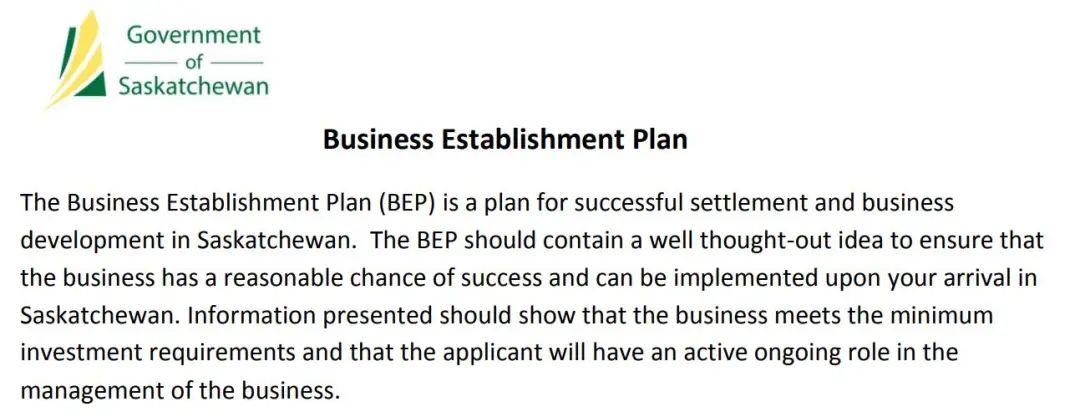 Government
of
Saskatchewan
Business Establishment Plan
The Business Establishment Plan (BEP) is a plan for successful settlement and business
development in Saskatchewan.  The BEP should contain a well thought-out idea to ensure that
the business has a reasonable chance of success and can be implemented upon your arrival in
Saskatchewan. Information presented should show that the business meets the minimum
investment requirements and that the applicant will have an active ongoing role in the
management of the business.